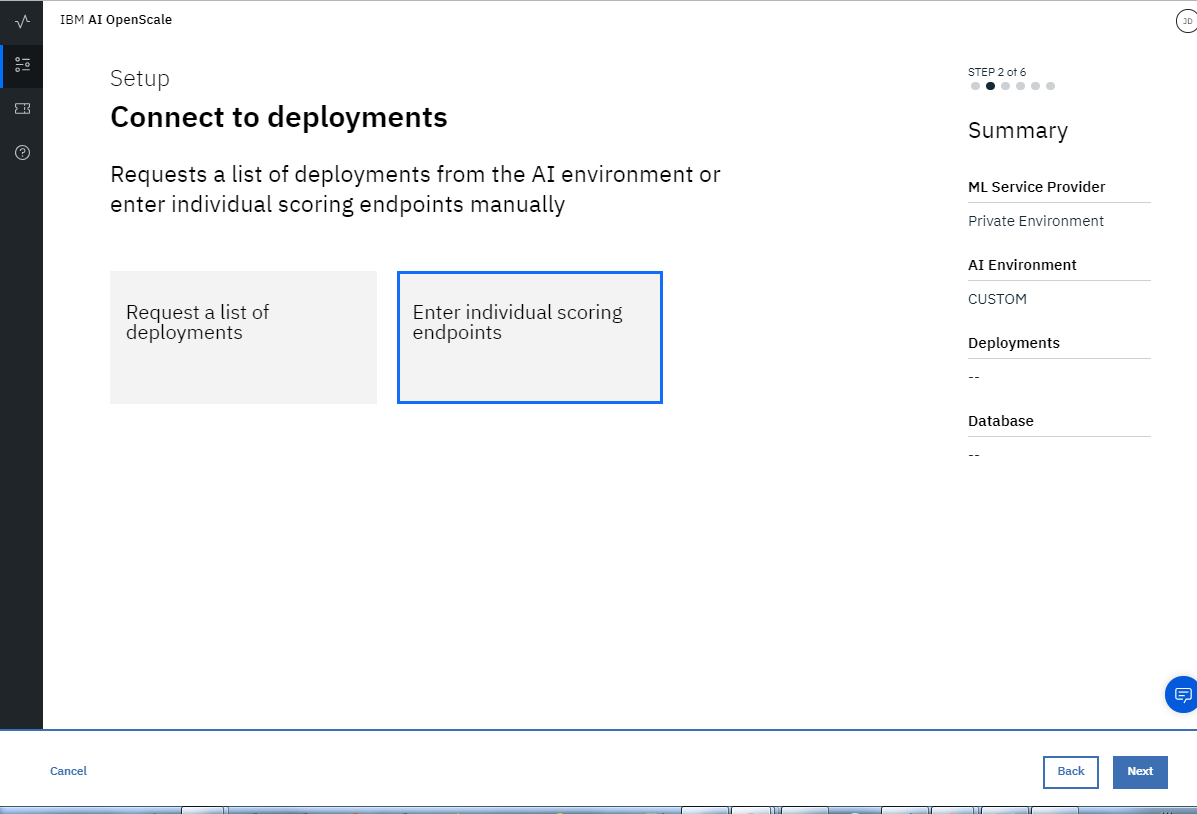 IBM AI OpenScale
JD
Setup
Connect to deployments
Requests a list of deployments from the AI environment or
enter individual scoring endpoints manually
Request a list of
deployments
Enter individual scoring
endpoints
STEP 2 of 6
Summary
ML Service Provider
Private Environment
AI Environment
CUSTOM
Deployments
--
Database
--
Cancel
Back
Next